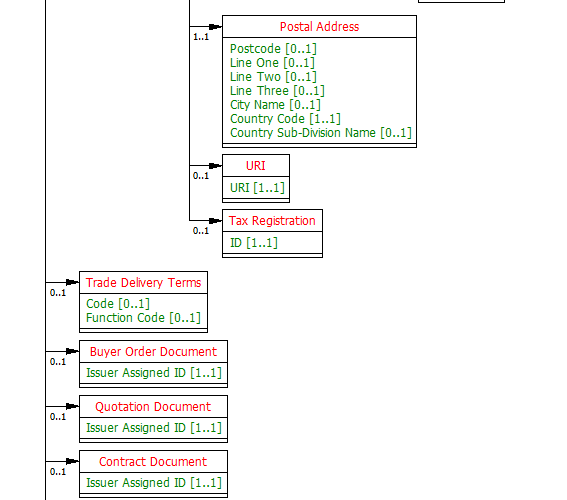 Postal Address
1..1
Postcode [0..1]
Line One [0..1]
Line Two [0..1]
Line Three [0..1]
City Name [0..1]
Country Code [1..1]
Country Sub-Division Name [0..1]
URI
0..1
URI [1..1]
Tax Registration
0..1
ID [1..1]
Trade Delivery Terms
0..1
Code [0..1]
Function Code [0..1]
Buyer Order Document
0..1
Issuer Assigned ID [1..1]
Quotation Document
0..1
Issuer Assigned ID [1..1]
Contract Document
0..1
Issuer Assigned ID [1..1]